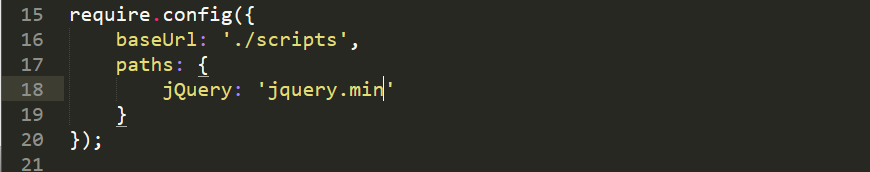 15 require.config({
16     baseUrl: './scripts',
17     paths: {
18         jQuery: 'jquery.min'
19     }
20 });
21